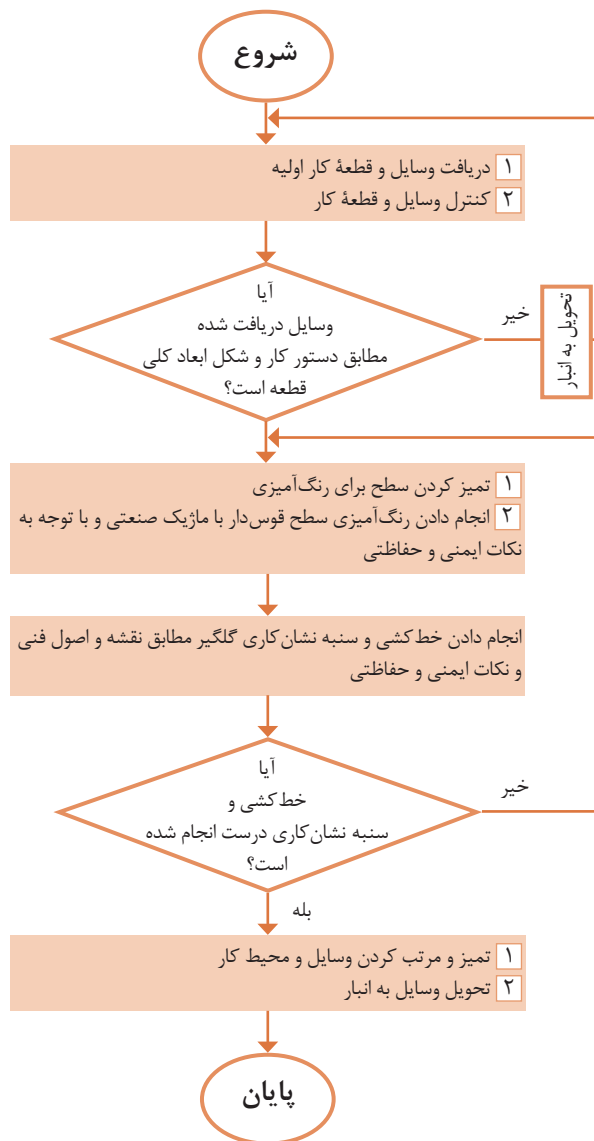 شروع
۱ دریافت وسایل و قطعهٔ کار اولیه
۲ کنترل وسایل و قطعهٔ کار
آیا
وسایل دریافت شده
مطابق دستور کار و شکل ابعاد کلی
قطعه است؟
خیر
تحویل به انبار
۱ تمیز کردن سطح برای رنگ‌آمیزی
۲ انجام دادن رنگ‌آمیزی سطح قوس‌دار با ماژیک صنعتی و با توجه به
نکات ایمنی و حفاظتی
انجام دادن خط‌کشی و سنبه نشان‌کاری گلگیر مطابق نقشه و اصول فنی
و نکات ایمنی و حفاظتی
آیا
خط‌کشی و
سنبه نشان‌کاری درست انجام شده
است؟
خیر
بله
۱ تمیز و مرتب کردن وسایل و محیط کار
۲ تحویل وسایل به انبار
پایان